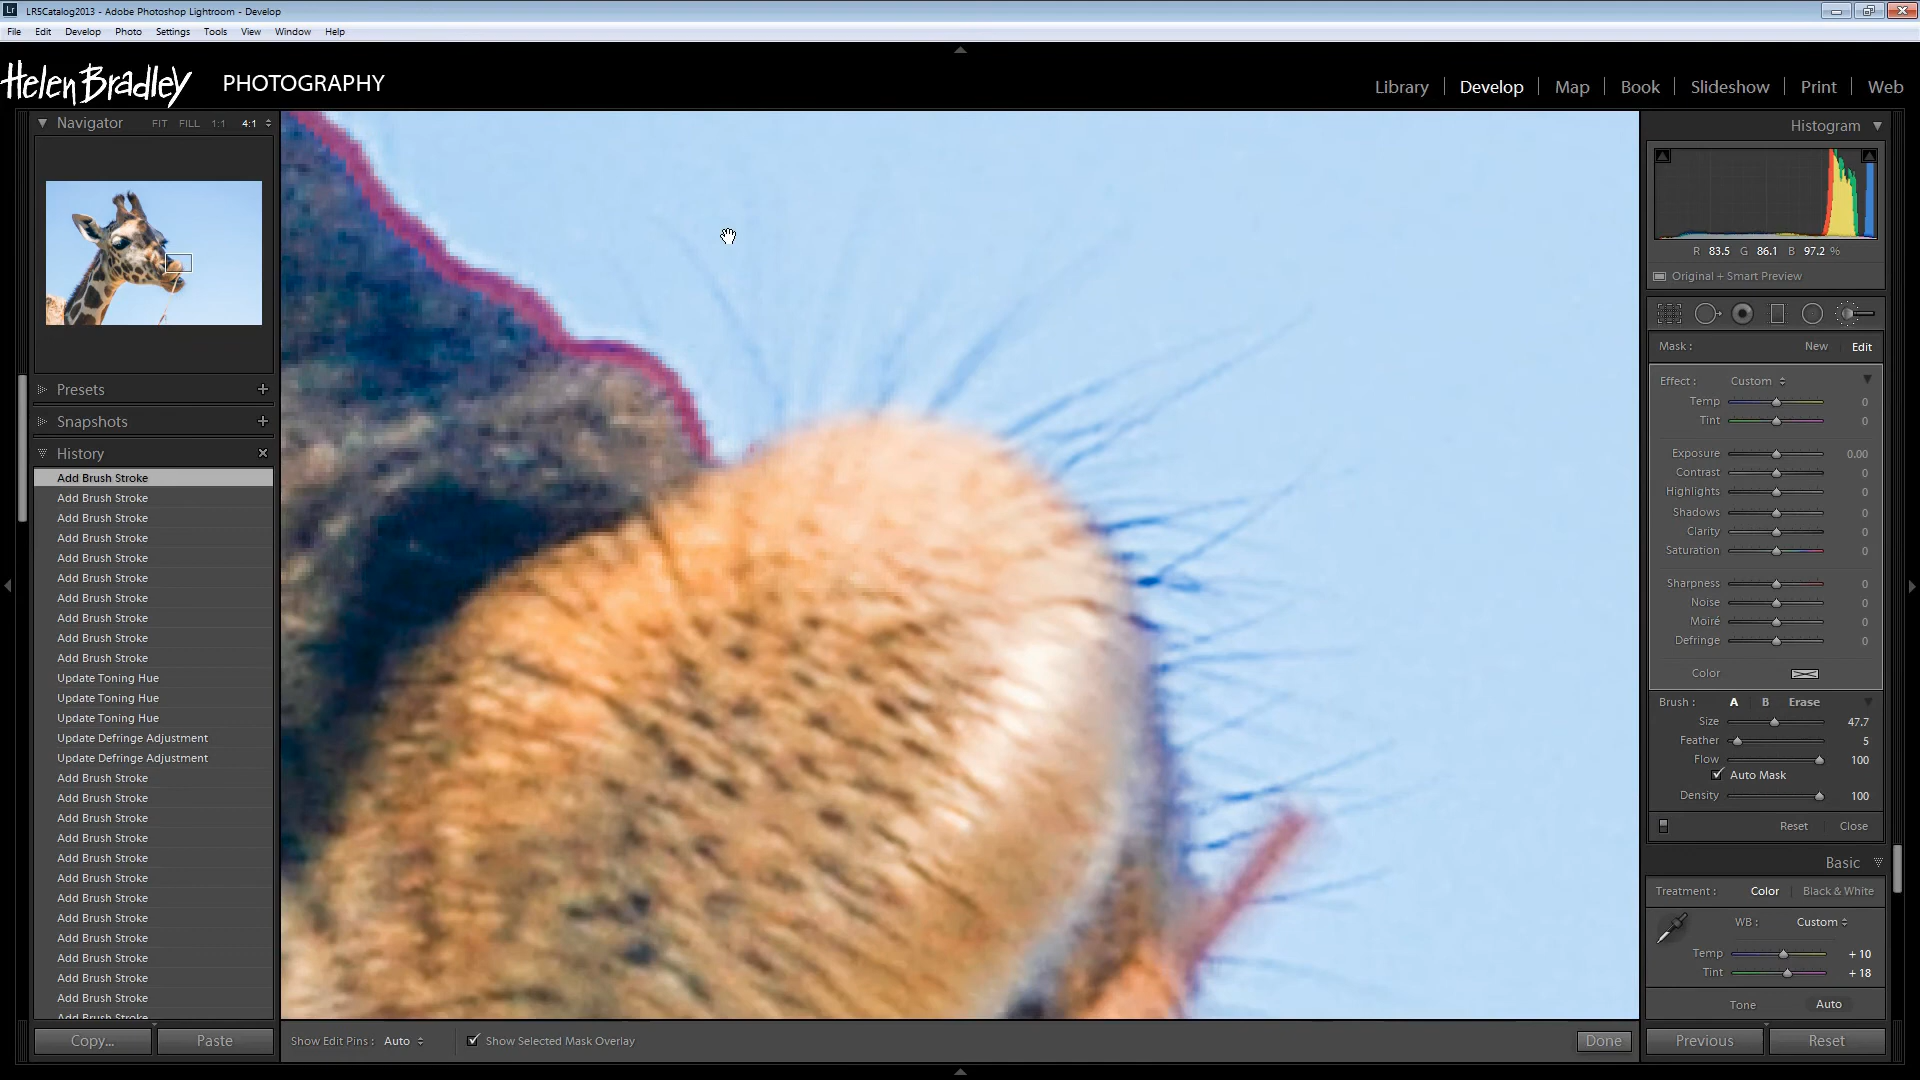 Lr LR5Catalog2013 - Adobe Photoshop Lightroom - Develop
File Edit Develop Photo Settings Tools View Window Help
Helen Bradley PHOTOGRAPHY
Library Develop Map Book Slideshow Print Web
Navigator FIT FILL 1:1 4:1
Presets
Snapshots
History
Add Brush Stroke
Add Brush Stroke
Add Brush Stroke
Add Brush Stroke
Add Brush Stroke
Add Brush Stroke
Add Brush Stroke
Add Brush Stroke
Add Brush Stroke
Add Brush Stroke
Update Toning Hue
Update Toning Hue
Update Toning Hue
Update Defringe Adjustment
Update Defringe Adjustment
Add Brush Stroke
Add Brush Stroke
Add Brush Stroke
Add Brush Stroke
Add Brush Stroke
Add Brush Stroke
Add Brush Stroke
Add Brush Stroke
Add Brush Stroke
Add Brush Stroke
Add Brush Stroke
Add Brush Stroke
Add Brush Stroke
Copy... Paste
Show Edit Pins : Auto Show Selected Mask Overlay Done
Histogram
R 83.5 G 86.1 B 97.2 %
Original + Smart Preview
Mask : New Edit
Effect : Custom
Temp 0
Tint 0
Exposure 0.00
Contrast 0
Highlights 0
Shadows 0
Clarity 0
Saturation 0
Sharpness 0
Noise 0
Moiré 0
Defringe 0
Color
Brush : A B Erase
Size 47.7
Feather 5
Flow 100
Auto Mask
Density 100
Reset Close
Basic
Treatment : Color Black & White
WB : Custom
Temp + 10
Tint + 18
Tone Auto
Previous Reset